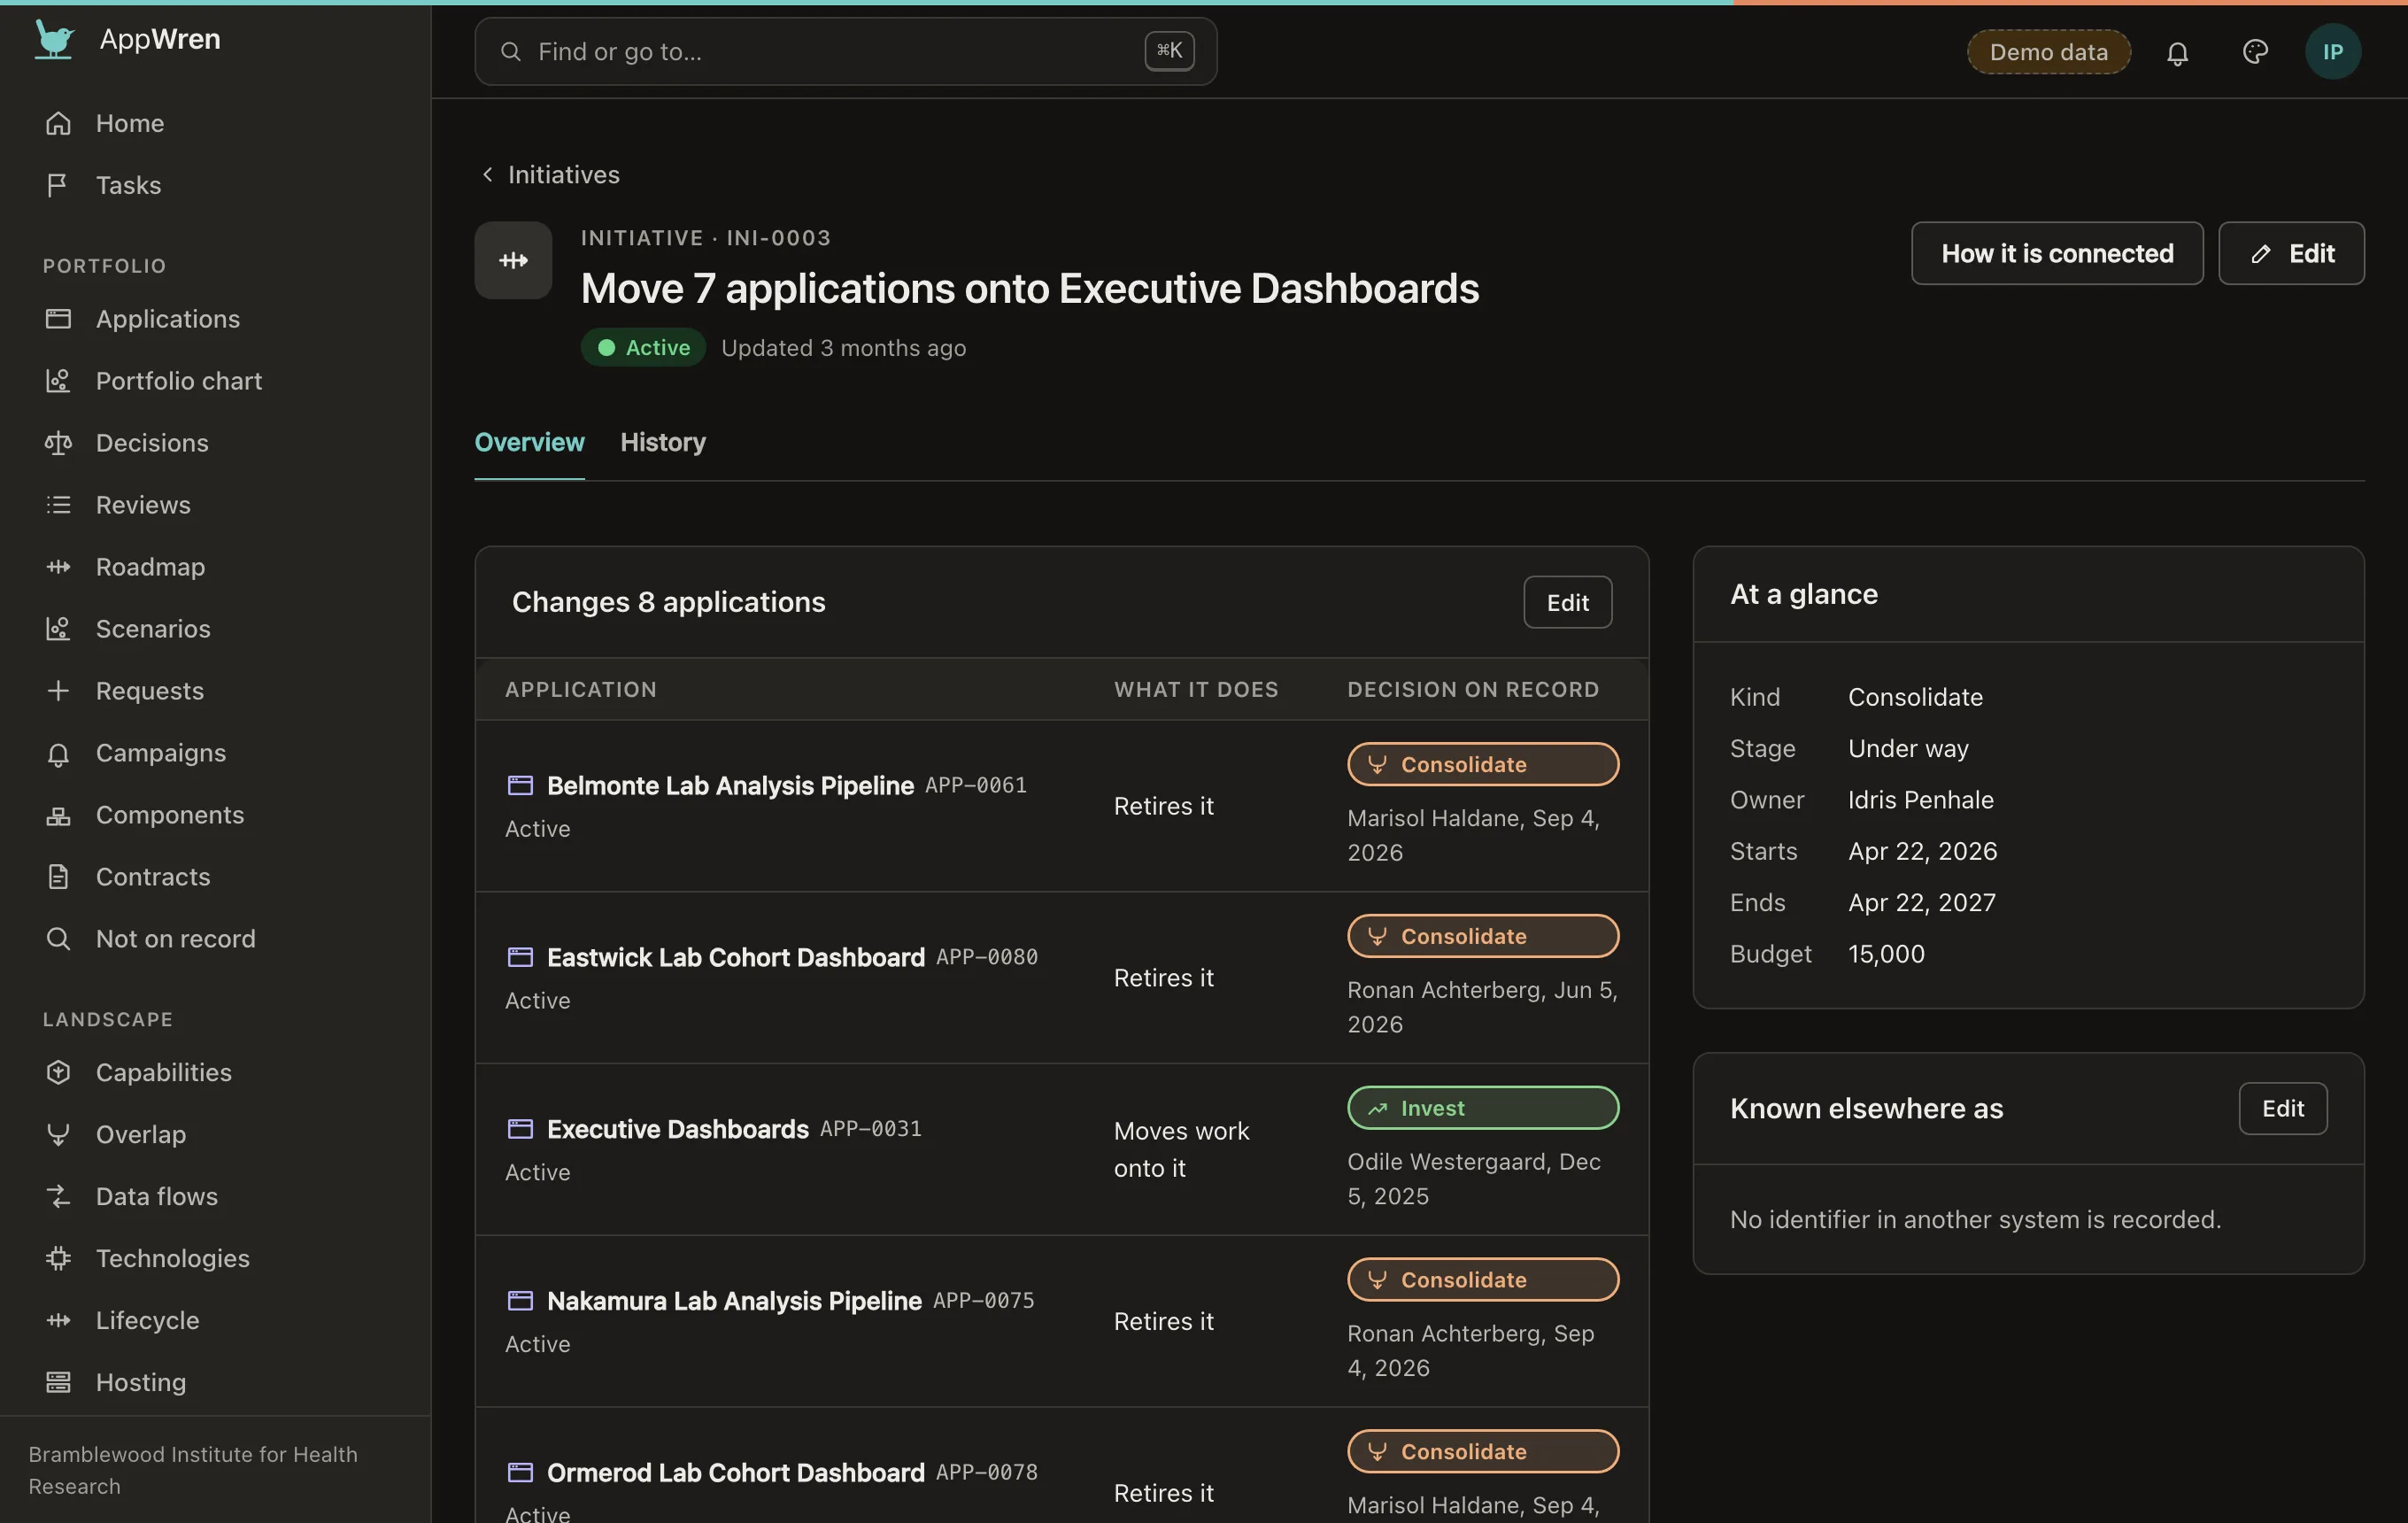 AppWren
Find or go to...
⌘K
Demo data
IP
Home
Tasks
PORTFOLIO
Applications
Portfolio chart
Decisions
Reviews
Roadmap
Scenarios
Requests
Campaigns
Components
Contracts
Not on record
LANDSCAPE
Capabilities
Overlap
Data flows
Technologies
Lifecycle
Hosting
Bramblewood Institute for Health
Research
Initiatives
INITIATIVE · INI-0003
Move 7 applications onto Executive Dashboards
Active Updated 3 months ago
How it is connected
Edit
Overview
History
Changes 8 applications
Edit
APPLICATION WHAT IT DOES DECISION ON RECORD
Belmonte Lab Analysis Pipeline APP-0061
Active
Retires it
Consolidate
Marisol Haldane, Sep 4,
2026
Eastwick Lab Cohort Dashboard APP-0080
Active
Retires it
Consolidate
Ronan Achterberg, Jun 5,
2026
Executive Dashboards APP-0031
Active
Moves work
onto it
Invest
Odile Westergaard, Dec
5, 2025
Nakamura Lab Analysis Pipeline APP-0075
Active
Retires it
Consolidate
Ronan Achterberg, Sep
4, 2026
Ormerod Lab Cohort Dashboard APP-0078
Active
Retires it
Consolidate
Marisol Haldane, Sep 4,
At a glance
Kind Consolidate
Stage Under way
Owner Idris Penhale
Starts Apr 22, 2026
Ends Apr 22, 2027
Budget 15,000
Known elsewhere as
Edit
No identifier in another system is recorded.